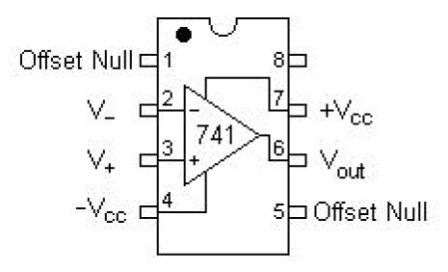 Offset Null 1 8
V- 2 - 7 +Vcc
741
V+ 3 + 6 Vout
-Vcc 4 5 Offset Null